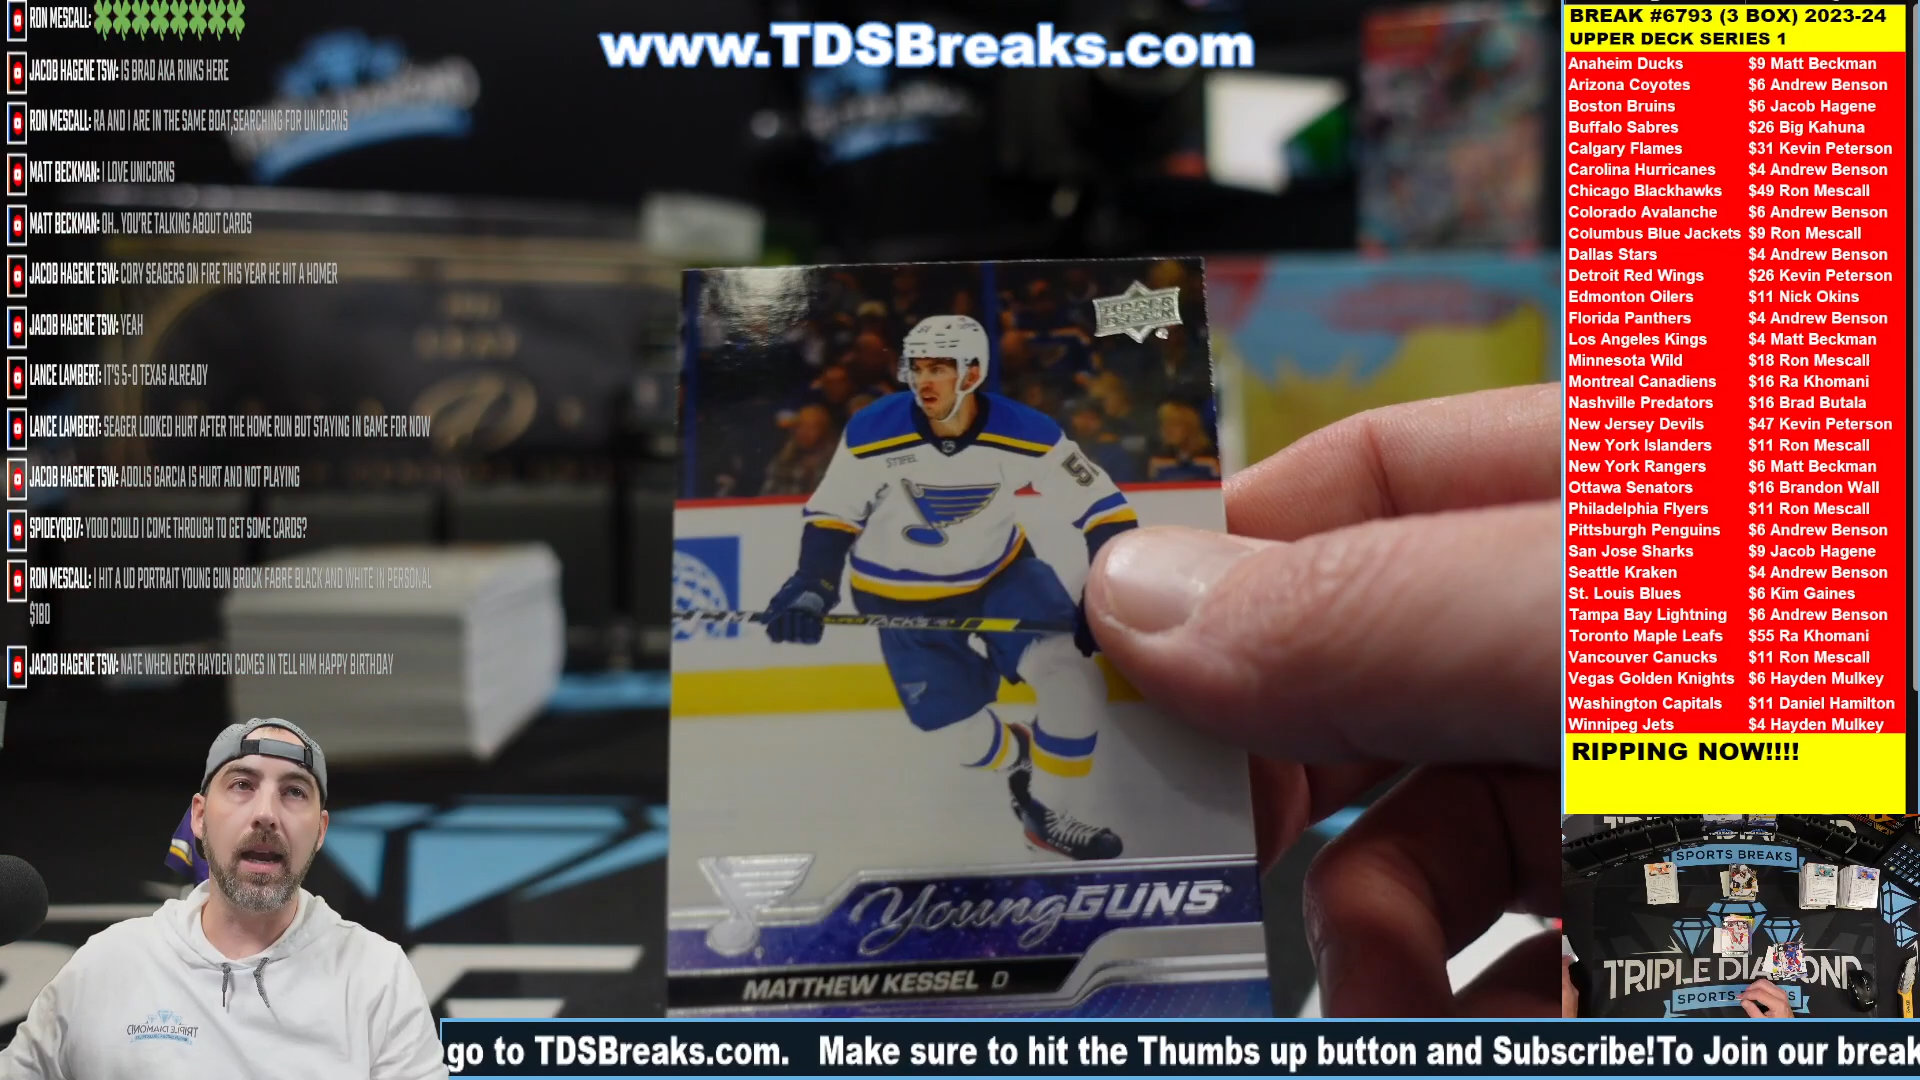 RON MESCALL:
JACOB HAGENE TSW: IS BRAD AKA RINKS HERE
RON MESCALL: RA AND I ARE IN THE SAME BOAT,SEARCHING FOR UNICORNS
MATT BECKMAN: I LOVE UNICORNS
MATT BECKMAN: OH.. YOU'RE TALKING ABOUT CARDS
JACOB HAGENE TSW: CORY SEAGERS ON FIRE THIS YEAR HE HIT A HOMER
JACOB HAGENE TSW: YEAH
LANCE LAMBERT: IT'S 5-0 TEXAS ALREADY
LANCE LAMBERT: SEAGER LOOKED HURT AFTER THE HOME RUN BUT STAYING IN GAME FOR NOW
JACOB HAGENE TSW: ADOLIS GARCIA IS HURT AND NOT PLAYING
SPIDEYQB17: YOOO COULD I COME THROUGH TO GET SOME CARDS?
RON MESCALL: I HIT A UD PORTRAIT YOUNG GUN BROCK FABRE BLACK AND WHITE IN PERSONAL
$180
JACOB HAGENE TSW: NATE WHEN EVER HAYDEN COMES IN TELL HIM HAPPY BIRTHDAY
www.TDSBreaks.com
UPPER
DECK
STIFEL
5
SUPERTACKS
Young GUNS
MATTHEW KESSEL D
TRIPLE DIAMOND
BREAK #6793 (3 BOX) 2023-24
UPPER DECK SERIES 1
Anaheim Ducks $9 Matt Beckman
Arizona Coyotes $6 Andrew Benson
Boston Bruins $6 Jacob Hagene
Buffalo Sabres $26 Big Kahuna
Calgary Flames $31 Kevin Peterson
Carolina Hurricanes $4 Andrew Benson
Chicago Blackhawks $49 Ron Mescall
Colorado Avalanche $6 Andrew Benson
Columbus Blue Jackets $9 Ron Mescall
Dallas Stars $4 Andrew Benson
Detroit Red Wings $26 Kevin Peterson
Edmonton Oilers $11 Nick Okins
Florida Panthers $4 Andrew Benson
Los Angeles Kings $4 Matt Beckman
Minnesota Wild $18 Ron Mescall
Montreal Canadiens $16 Ra Khomani
Nashville Predators $16 Brad Butala
New Jersey Devils $47 Kevin Peterson
New York Islanders $11 Ron Mescall
New York Rangers $6 Matt Beckman
Ottawa Senators $16 Brandon Wall
Philadelphia Flyers $11 Ron Mescall
Pittsburgh Penguins $6 Andrew Benson
San Jose Sharks $9 Jacob Hagene
Seattle Kraken $4 Andrew Benson
St. Louis Blues $6 Kim Gaines
Tampa Bay Lightning $6 Andrew Benson
Toronto Maple Leafs $55 Ra Khomani
Vancouver Canucks $11 Ron Mescall
Vegas Golden Knights $6 Hayden Mulkey
Washington Capitals $11 Daniel Hamilton
Winnipeg Jets $4 Hayden Mulkey
RIPPING NOW!!!!
SPORTS BREAKS
TRIPLE DIAMOND
SPORTS
go to TDSBreaks.com. Make sure to hit the Thumbs up button and Subscribe!To Join our break